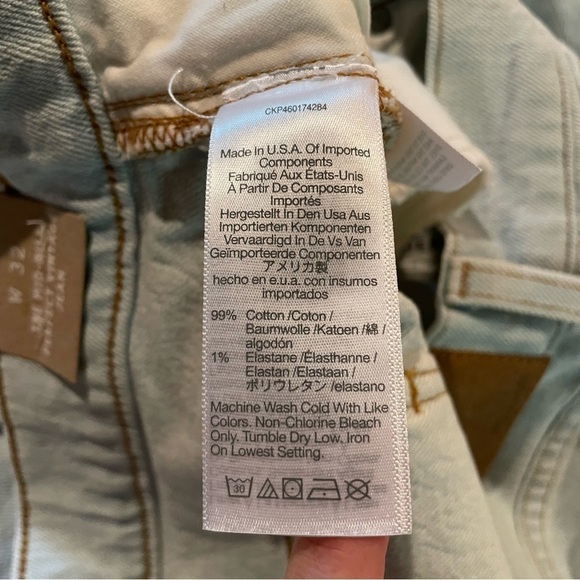 CKP460174284
Made In U.S.A. Of Imported
Components
Fabriqué Aux États-Unis
À Partir De Composants
Importés
Hergestellt In Den Usa Aus
Importierten Komponenten
Vervaardigd In De Vs Van
Geïmporteerde Componenten
アメリカ製
hecho en e.u.a. con insumos
importados
99% Cotton /Coton /
Baumwolle /Katoen /綿 /
algodón
1% Elastane /Élasthanne /
Elastan /Elastaan /
ポリウレタン /elastano
Machine Wash Cold With Like
Colors. Non-Chlorine Bleach
Only. Tumble Dry Low. Iron
On Lowest Setting.
30
W 32